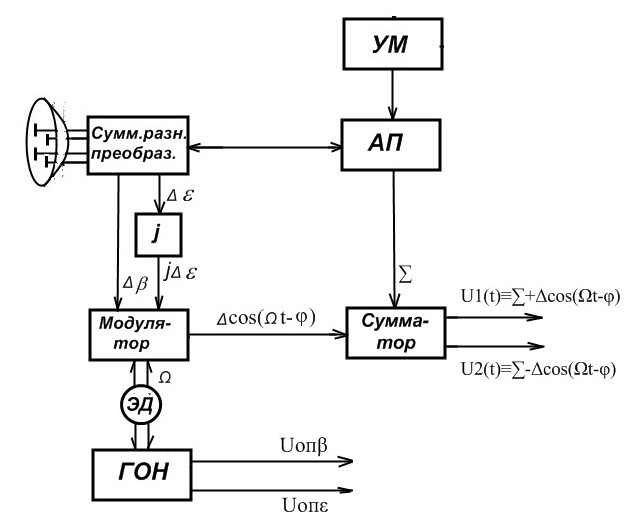 УМ
Сумм.разн.
преобраз.
АП
Δ ε
j
jΔ ε
Δ β
Σ
Модуля-
тор
Δcos(Ωt-φ)
Сумма-
тор
U1(t)≡Σ+Δcos(Ωt-φ)
U2(t)≡Σ-Δcos(Ωt-φ)
Ω
ЭД
ГОН
Uопβ
Uопε